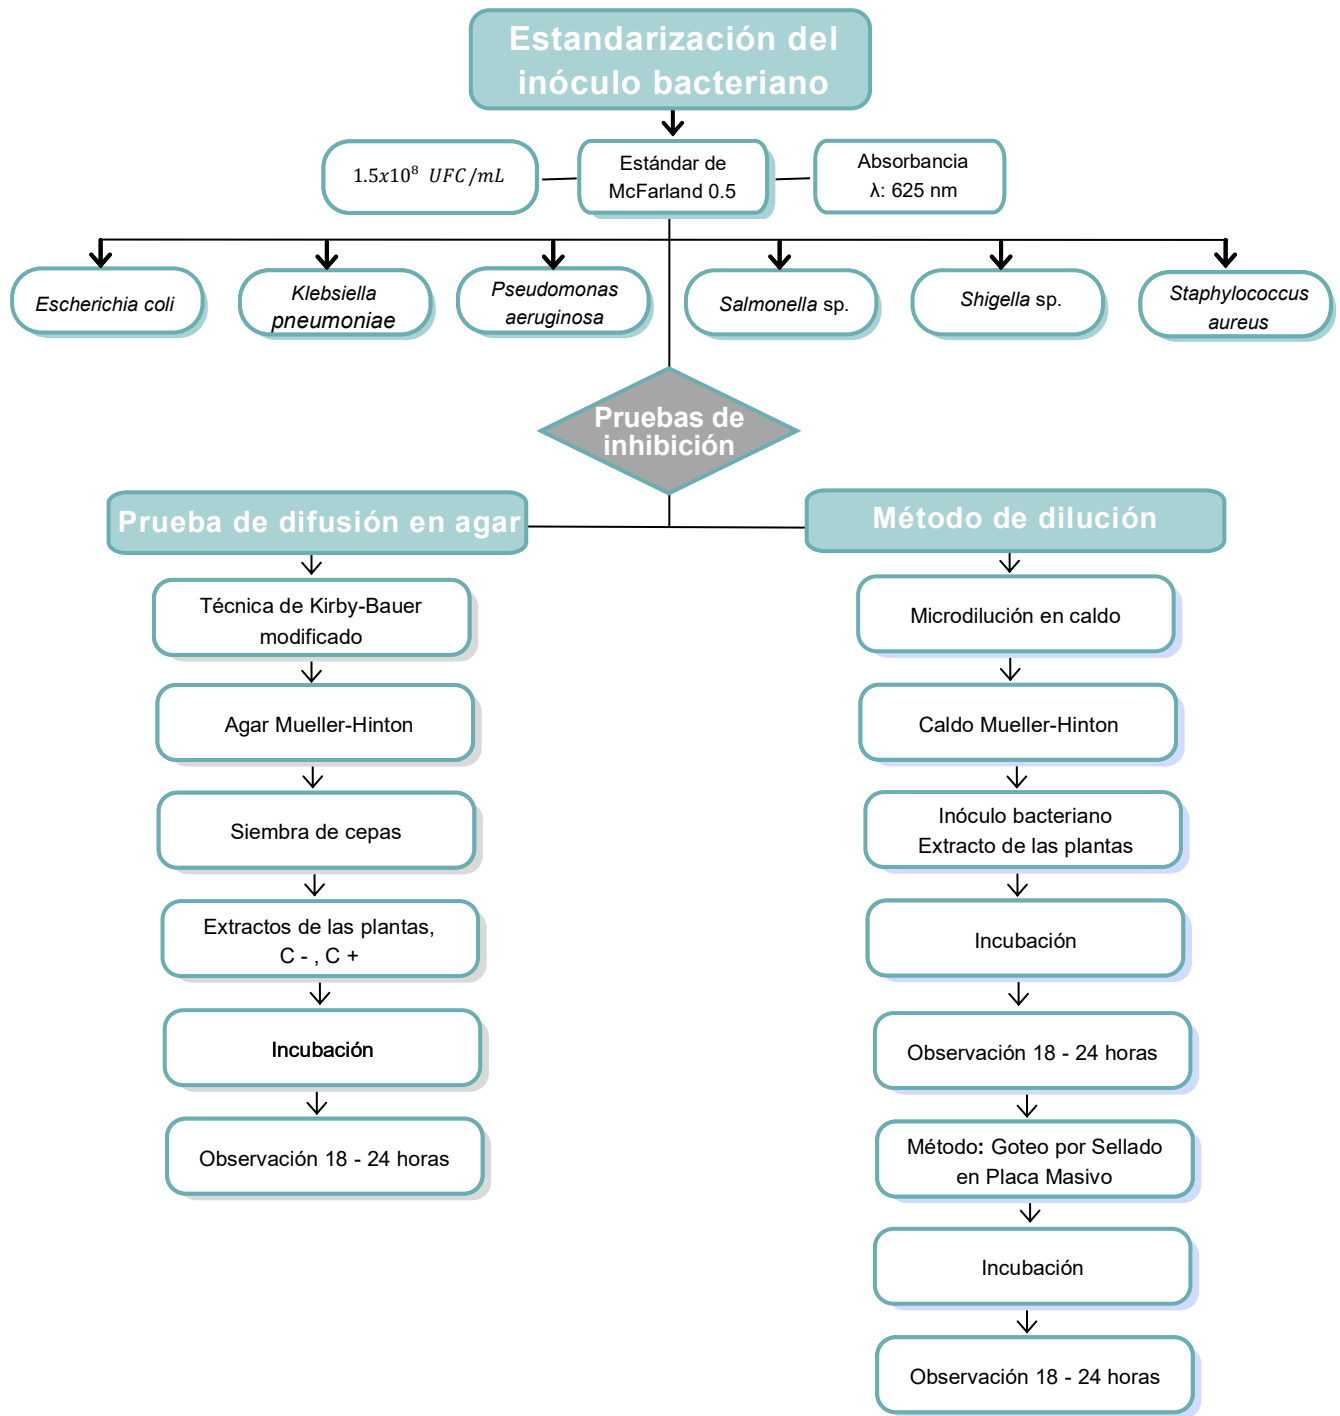 Estandarización del
inóculo bacteriano
1.5x10⁸ UFC/mL
Estándar de
McFarland 0.5
Absorbancia
λ: 625 nm
Escherichia coli
Klebsiella
pneumoniae
Pseudomonas
aeruginosa
Salmonella sp.
Shigella sp.
Staphylococcus
aureus
Pruebas de
inhibición
Prueba de difusión en agar
Técnica de Kirby-Bauer
modificado
Agar Mueller-Hinton
Siembra de cepas
Extractos de las plantas,
C - , C +
Incubación
Observación 18 - 24 horas
Método de dilución
Microdilución en caldo
Caldo Mueller-Hinton
Inóculo bacteriano
Extracto de las plantas
Incubación
Observación 18 - 24 horas
Método: Goteo por Sellado
en Placa Masivo
Incubación
Observación 18 - 24 horas